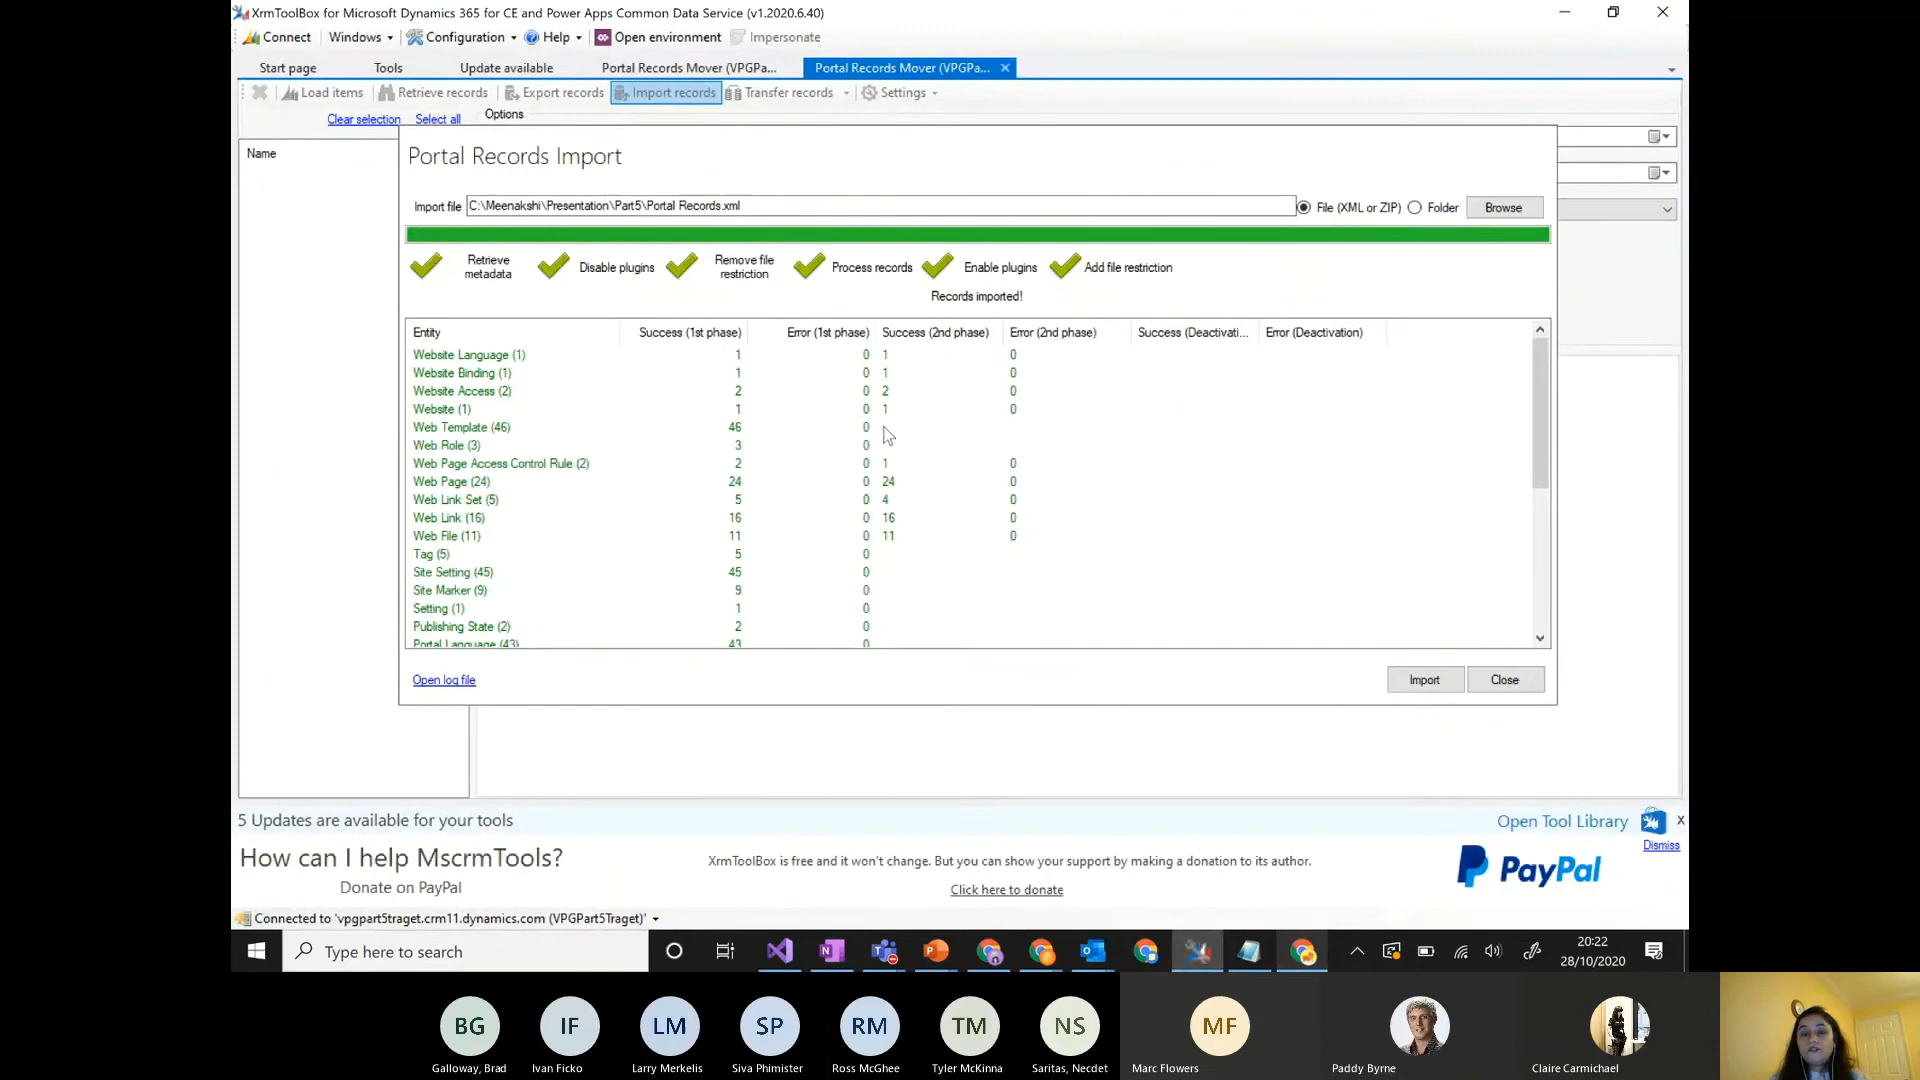 XrmToolBox for Microsoft Dynamics 365 for CE and Power Apps Common Data Service (v1.2020.6.40)
Connect Windows Configuration Help Open environment Impersonate
Start page Tools Update available Portal Records Mover (VPGPa... Portal Records Mover (VPGPa...
Load items Retrieve records Export records Import records Transfer records Settings
Clear selection Select all Options
Name
Portal Records Import
Import file C:\Meenakshi\Presentation\Part5\Portal Records.xml File (XML or ZIP) Folder Browse
Retrieve metadata Disable plugins Remove file restriction Process records Enable plugins Add file restriction
Records imported!
Entity Success (1st phase) Error (1st phase) Success (2nd phase) Error (2nd phase) Success (Deactivati... Error (Deactivation)
Website Language (1) 1 0 1 0
Website Binding (1) 1 0 1 0
Website Access (2) 2 0 2 0
Website (1) 1 0 1 0
Web Template (46) 46 0
Web Role (3) 3 0
Web Page Access Control Rule (2) 2 0 1 0
Web Page (24) 24 0 24 0
Web Link Set (5) 5 0 4 0
Web Link (16) 16 0 16 0
Web File (11) 11 0 11 0
Tag (5) 5 0
Site Setting (45) 45 0
Site Marker (9) 9 0
Setting (1) 1 0
Publishing State (2) 2 0
Portal Language (43) 43 0
Open log file Import Close
5 Updates are available for your tools Open Tool Library x
Dismiss
How can I help MscrmTools?
Donate on PayPal
XrmToolBox is free and it won't change. But you can show your support by making a donation to its author.
Click here to donate
PayPal
Connected to 'vpgpart5traget.crm11.dynamics.com (VPGPart5Traget)'
Type here to search
20:22
28/10/2020
BG IF LM SP RM TM NS MF
Galloway, Brad Ivan Ficko Larry Merkelis Siva Phimister Ross McGhee Tyler McKinna Saritas, Necdet Marc Flowers Paddy Byrne Claire Carmichael